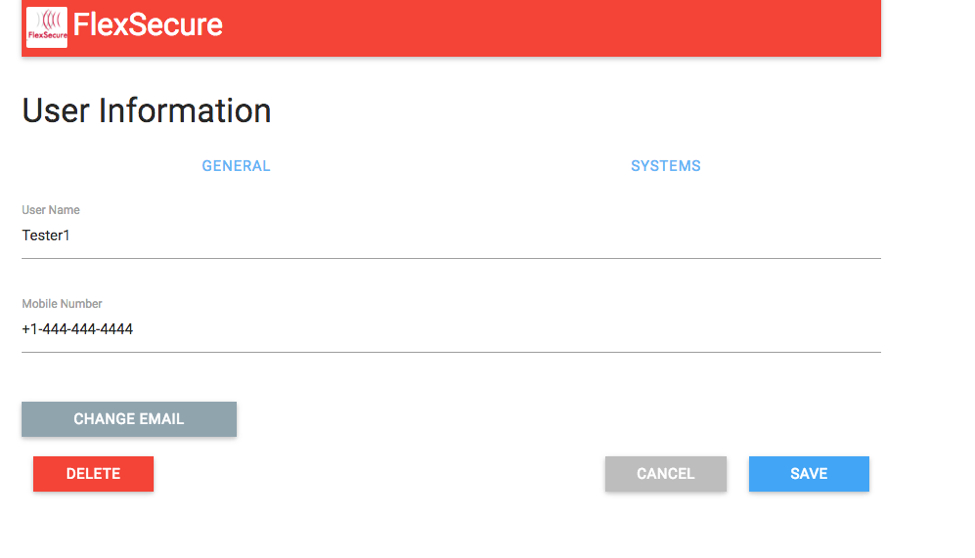 FlexSecure
FlexSecure
User Information
GENERAL SYSTEMS
User Name
Tester1
Mobile Number
+1-444-444-4444
CHANGE EMAIL
DELETE CANCEL SAVE